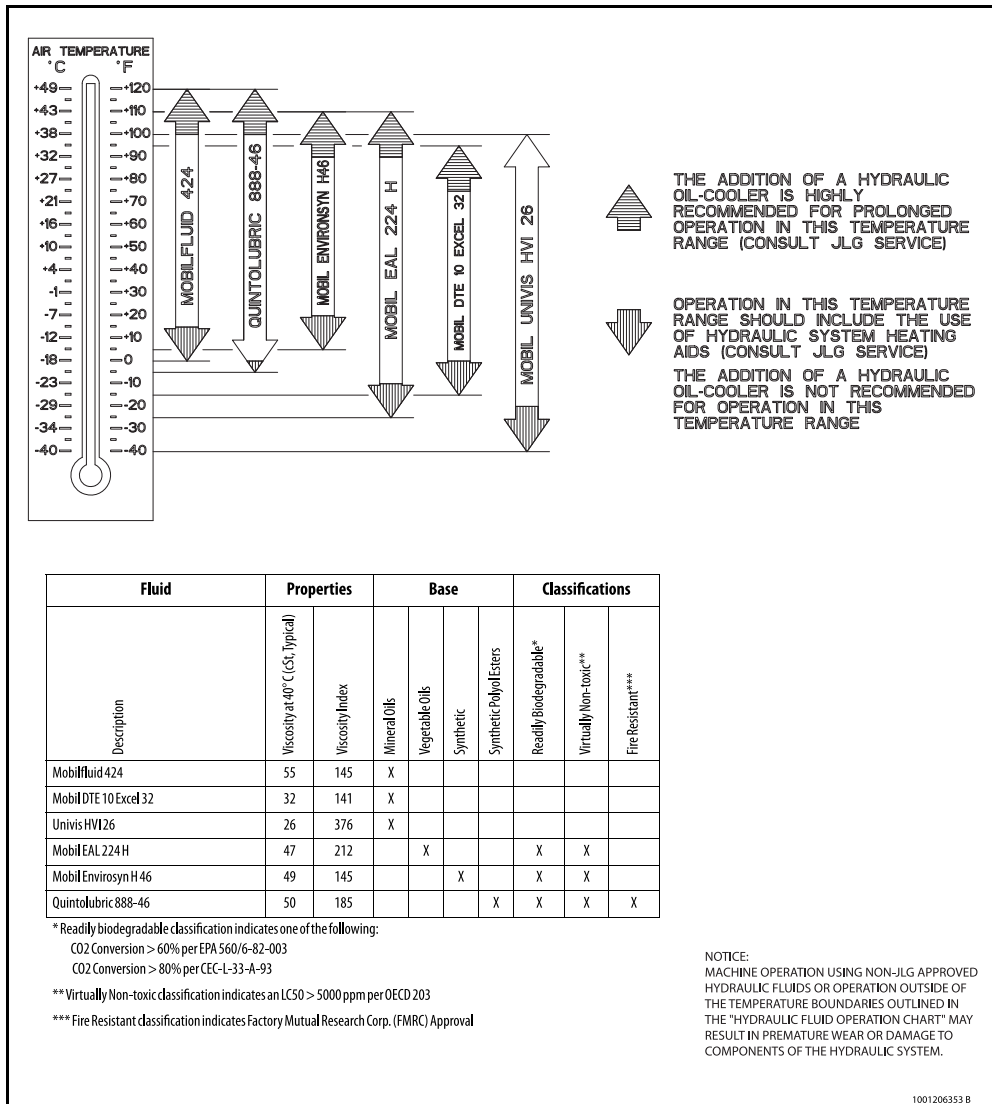 AIR TEMPERATURE
°C °F
+49 +120
+43 +110
+38 +100
+32 +90
+27 +80
+21 +70
+16 +60
+10 +50
+4 +40
-1 +30
-7 +20
-12 +10
-18 0
-23 -10
-29 -20
-34 -30
-40 -40
MOBILFLUID 424
QUINTOLUBRIC 888-46
MOBIL ENVIRONSYN H46
MOBIL EAL 224 H
MOBIL DTE 10 EXCEL 32
MOBIL UNIVIS HVI 26
THE ADDITION OF A HYDRAULIC
OIL-COOLER IS HIGHLY
RECOMMENDED FOR PROLONGED
OPERATION IN THIS TEMPERATURE
RANGE (CONSULT JLG SERVICE)
OPERATION IN THIS TEMPERATURE
RANGE SHOULD INCLUDE THE USE
OF HYDRAULIC SYSTEM HEATING
AIDS (CONSULT JLG SERVICE)
THE ADDITION OF A HYDRAULIC
OIL-COOLER IS NOT RECOMMENDED
FOR OPERATION IN THIS
TEMPERATURE RANGE
Fluid Properties Base Classifications
Description
Viscosity at 40° C (cSt, Typical)
Viscosity Index
Mineral Oils
Vegetable Oils
Synthetic
Synthetic Polyol Esters
Readily Biodegradable*
Virtually Non-toxic**
Fire Resistant***
Mobilfluid 424 55 145 X
Mobil DTE 10 Excel 32 32 141 X
Univis HVI 26 26 376 X
Mobil EAL 224 H 47 212 X X X
Mobil Envirosyn H 46 49 145 X X X
Quintolubric 888-46 50 185 X X X X
* Readily biodegradable classification indicates one of the following:
CO2 Conversion > 60% per EPA 560/6-82-003
CO2 Conversion > 80% per CEC-L-33-A-93
** Virtually Non-toxic classification indicates an LC50 > 5000 ppm per OECD 203
*** Fire Resistant classification indicates Factory Mutual Research Corp. (FMRC) Approval
NOTICE:
MACHINE OPERATION USING NON-JLG APPROVED
HYDRAULIC FLUIDS OR OPERATION OUTSIDE OF
THE TEMPERATURE BOUNDARIES OUTLINED IN
THE "HYDRAULIC FLUID OPERATION CHART" MAY
RESULT IN PREMATURE WEAR OR DAMAGE TO
COMPONENTS OF THE HYDRAULIC SYSTEM.
1001206353 B